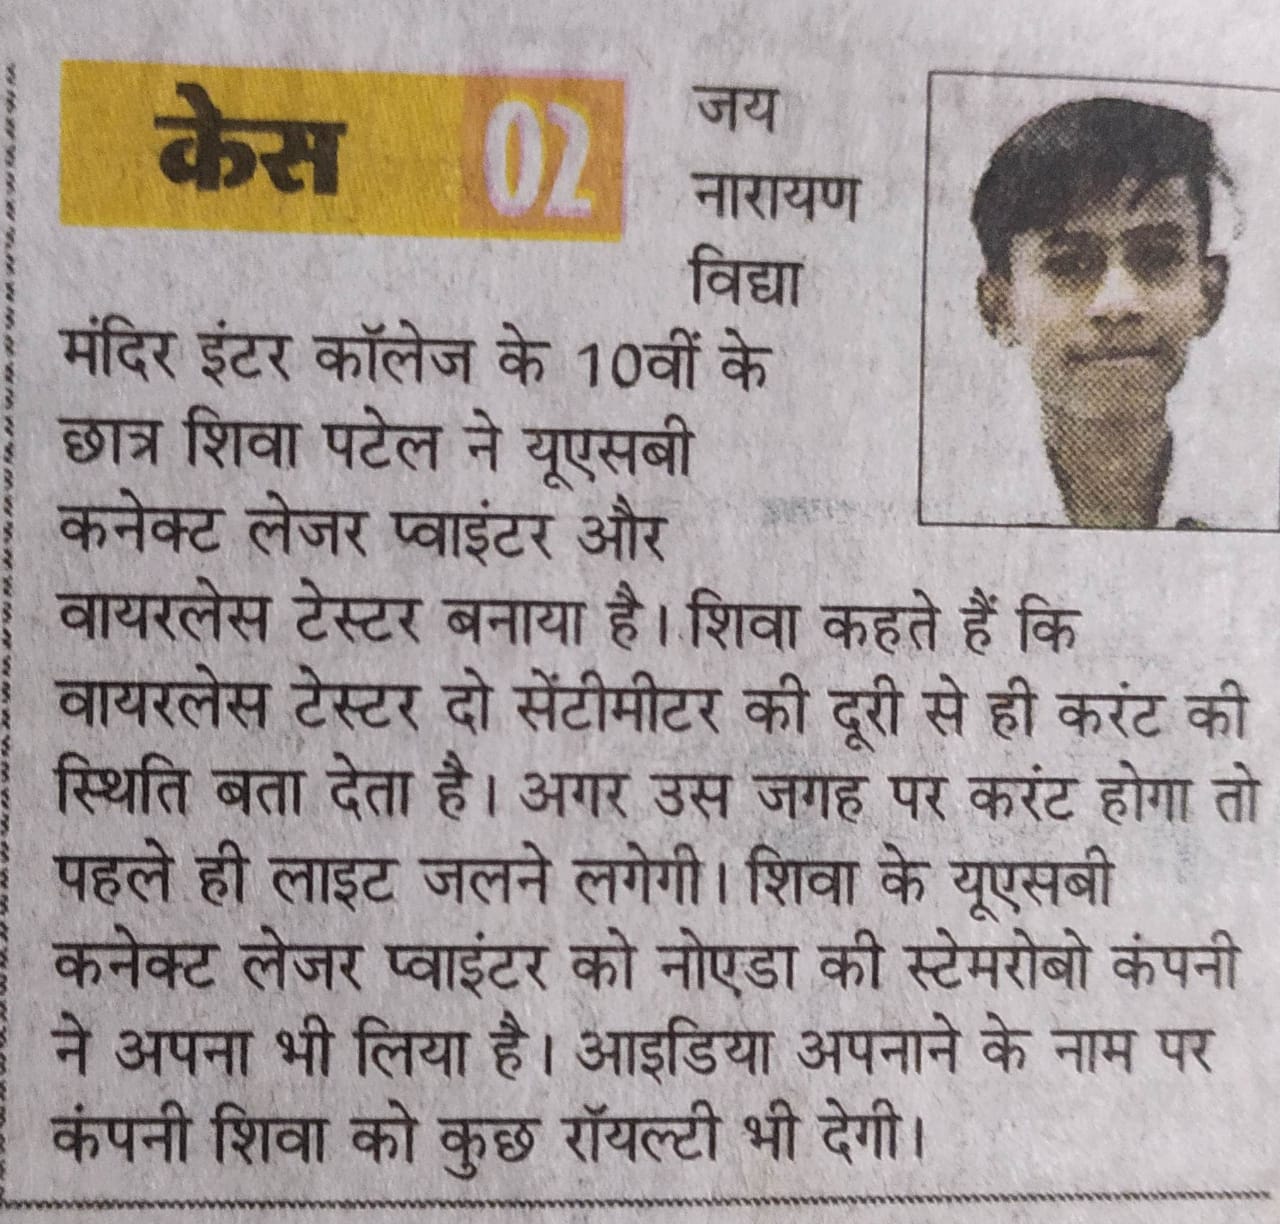 केस 02
जय
नारायण
विद्या
मंदिर इंटर कॉलेज के 10वीं के
छात्र शिवा पटेल ने यूएसबी
कनेक्ट लेजर प्वाइंटर और
वायरलेस टेस्टर बनाया है। शिवा कहते हैं कि
वायरलेस टेस्टर दो सेंटीमीटर की दूरी से ही करंट की
स्थिति बता देता है। अगर उस जगह पर करंट होगा तो
पहले ही लाइट जलने लगेगी। शिवा के यूएसबी
कनेक्ट लेजर प्वाइंटर को नोएडा की स्टेमरोबो कंपनी
ने अपना भी लिया है। आइडिया अपनाने के नाम पर
कंपनी शिवा को कुछ रॉयल्टी भी देगी।